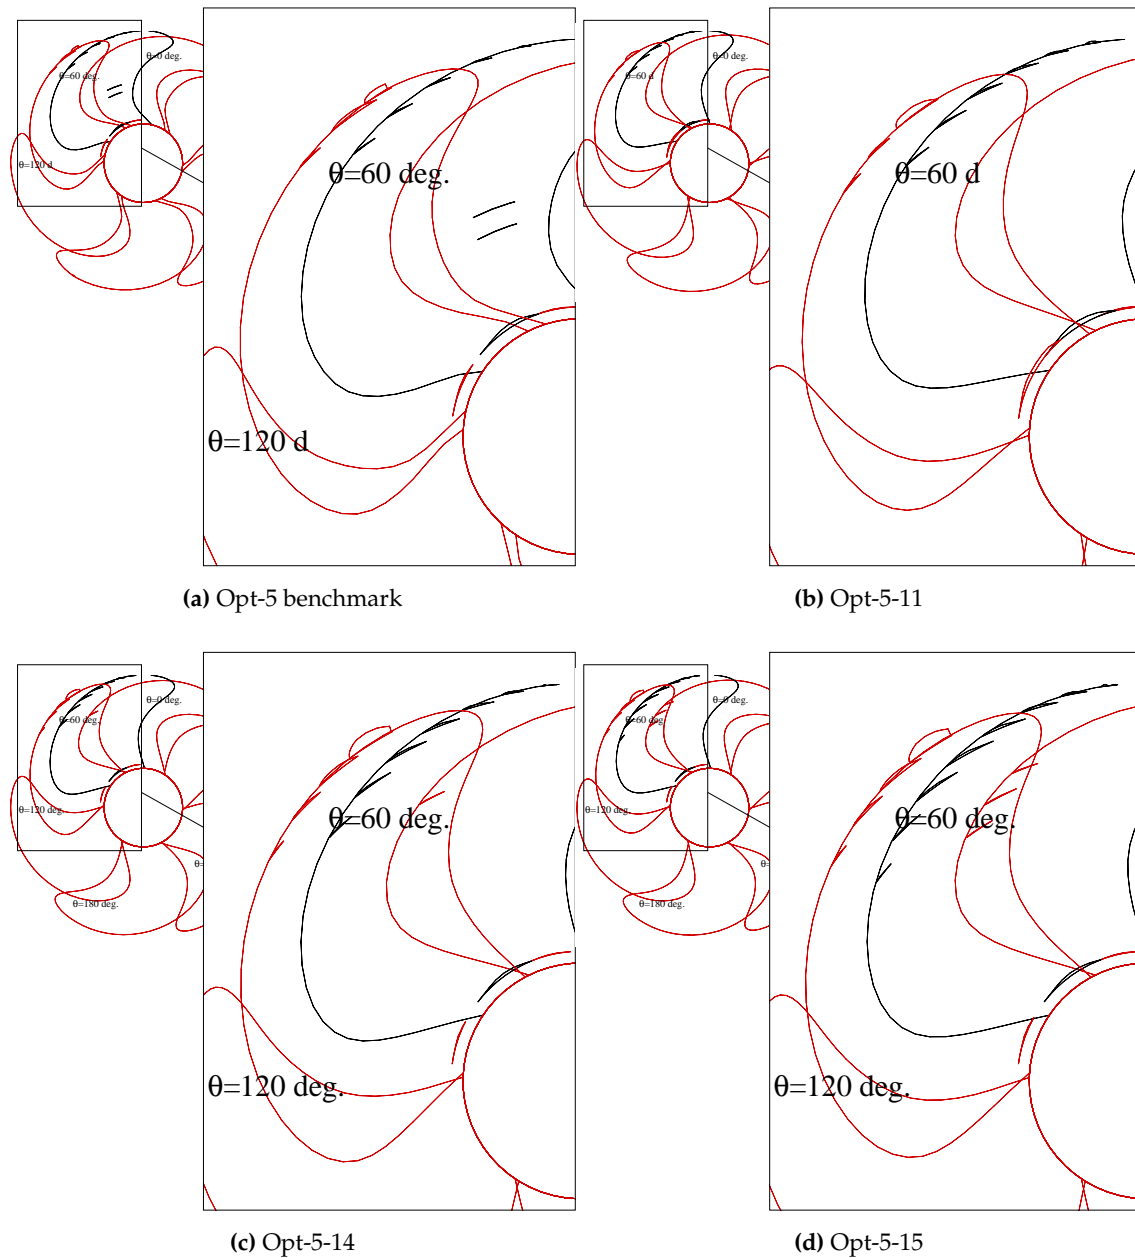 θ=0 deg.
θ=60 deg.
θ=120 d
θ=60 deg.
θ=120 d
(a) Opt-5 benchmark
θ=0 deg.
θ=60 d
θ=60 d
(b) Opt-5-11
θ=0 deg.
θ=60 deg.
θ=120 deg.
θ=
θ=180 deg.
θ=60 deg.
θ=120 deg.
(c) Opt-5-14
θ=0 deg.
θ=60 deg
θ=120 deg.
θ=
θ=180 deg.
θ=60 deg.
θ=120 deg.
(d) Opt-5-15